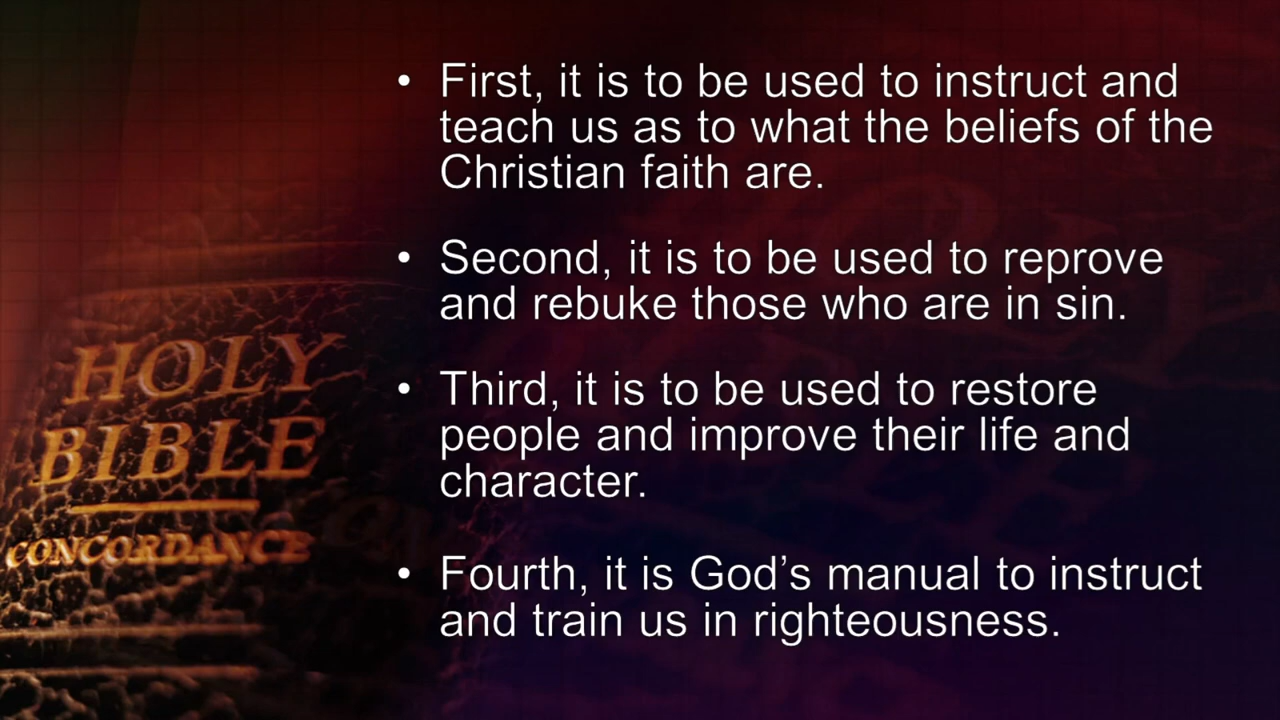 • First, it is to be used to instruct and
teach us as to what the beliefs of the
Christian faith are.
• Second, it is to be used to reprove
and rebuke those who are in sin.
• Third, it is to be used to restore
people and improve their life and
character.
• Fourth, it is God’s manual to instruct
and train us in righteousness.
HOLY
BIBLE
CONCORDANCE